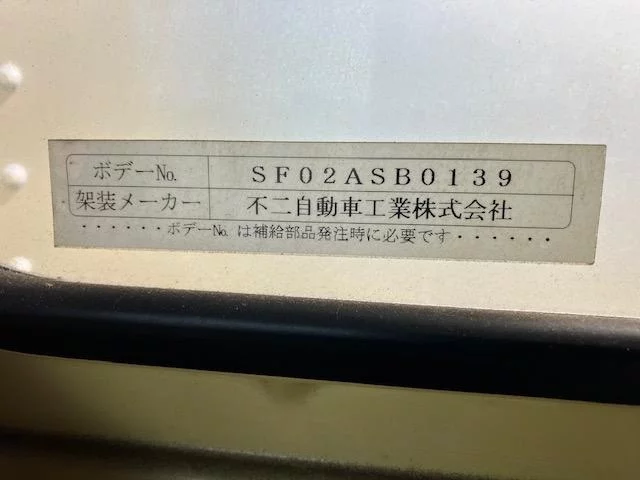 ボデーNo. SF02ASB0139
架装メーカー 不二自動車工業株式会社
・・・・・・ボデーNo.は補給部品発注時に必要です・・・・・・